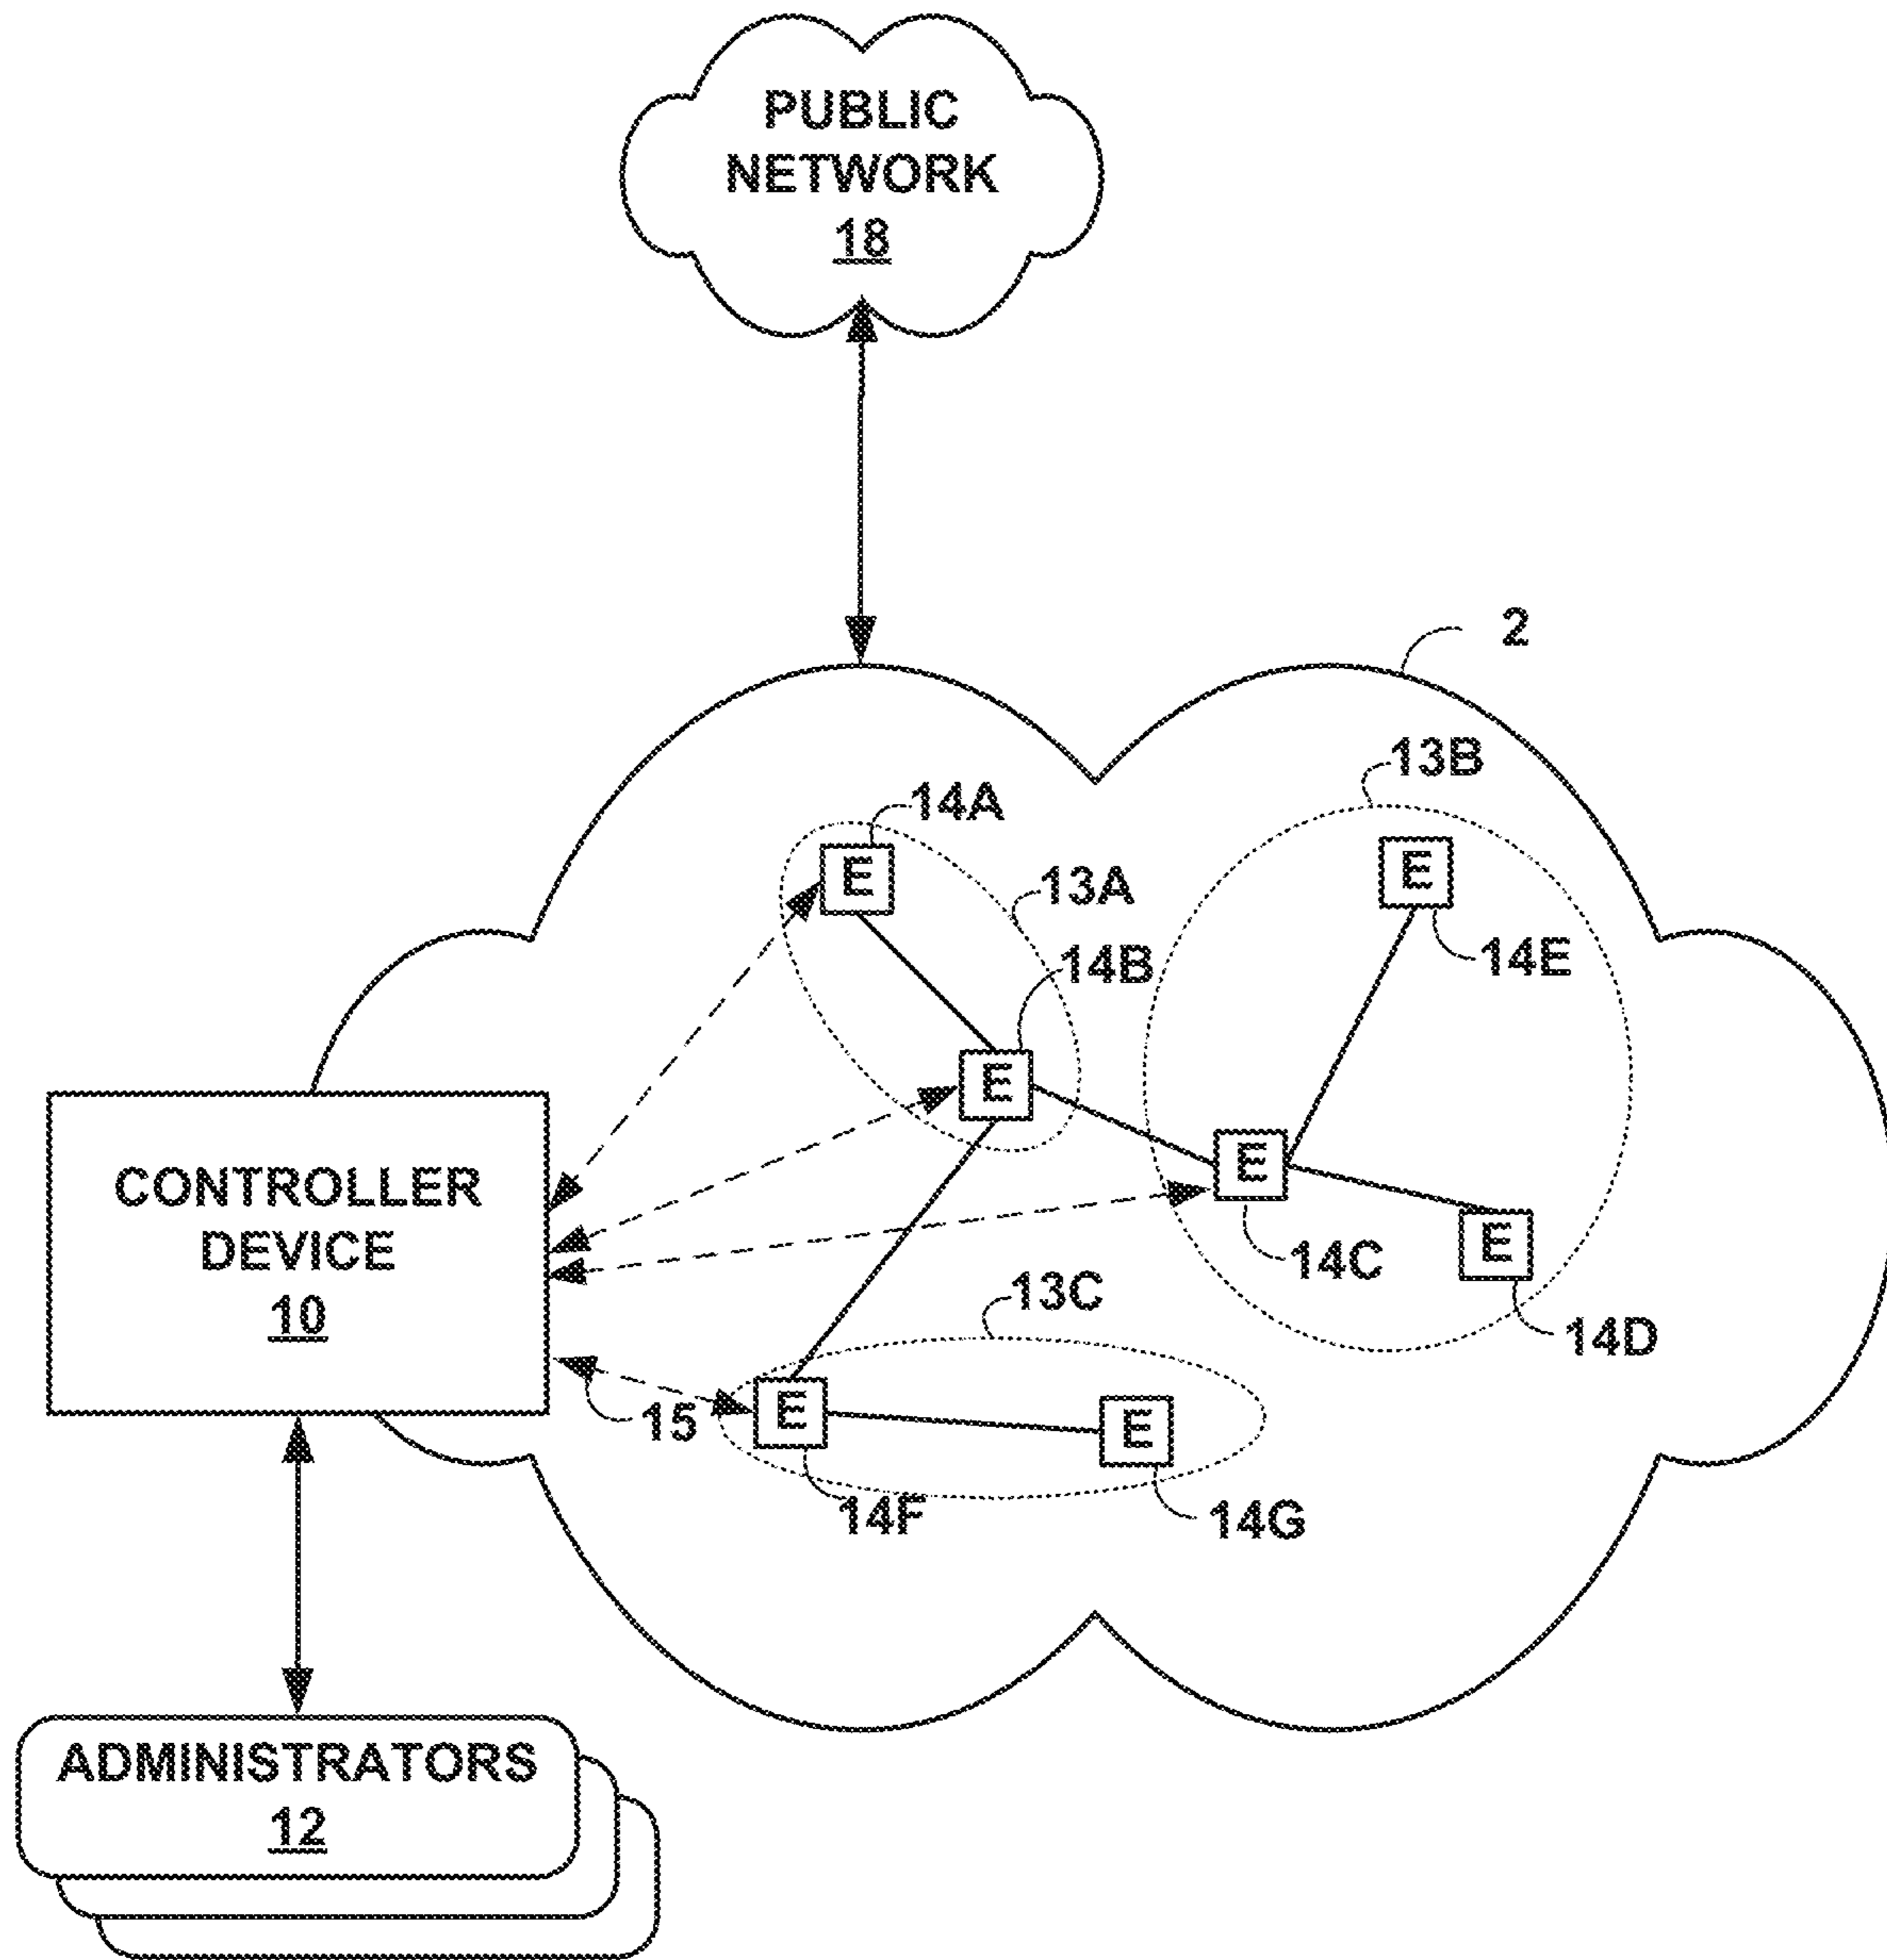 PUBLIC
NETWORK
18
2
13B
14A
E
E
13A
14E
14B
E
E
CONTROLLER
DEVICE
10
14C
E
13C
14D
15
E
E
14F
14G
ADMINISTRATORS
12